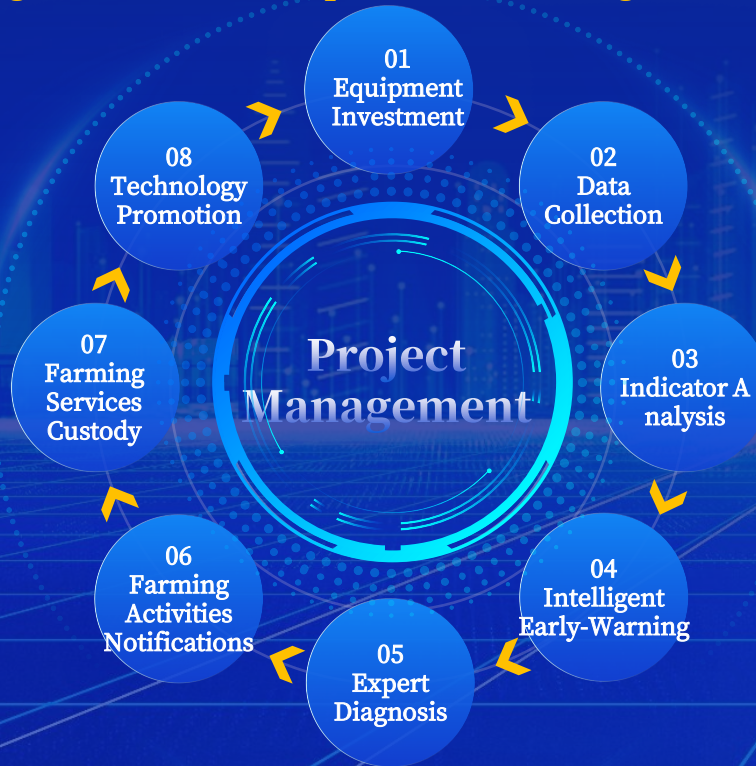 01
Equipment
Investment
02
Data
Collection
03
Indicator A
nalysis
04
Intelligent
Early-Warning
05
Expert
Diagnosis
06
Farming
Activities
Notifications
07
Farming
Services
Custody
08
Technology
Promotion
Project
Management